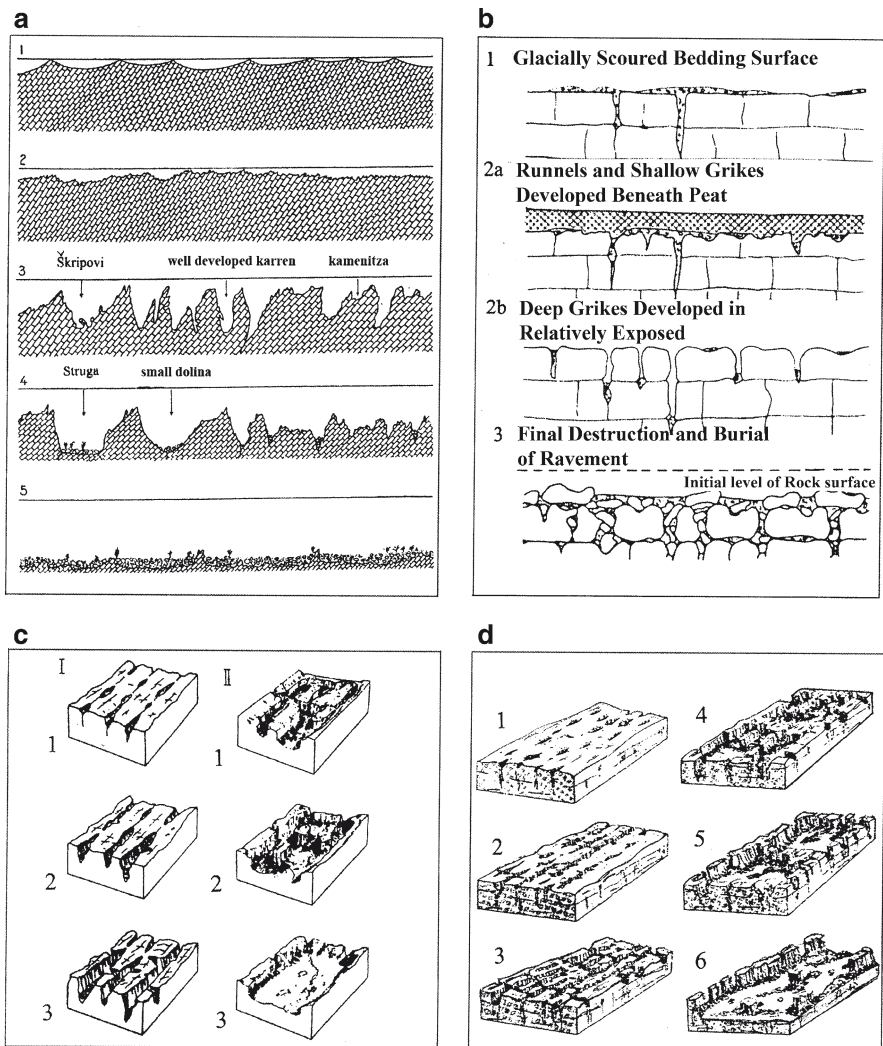 a
1
2
Škripovi
well developed karren
kamenitza
3
Struga
small dolina
4
5
b
1 Glacially Scoured Bedding Surface
2a Runnels and Shallow Grikes
Developed Beneath Peat
2b Deep Grikes Developed in
Relatively Exposed
3 Final Destruction and Burial
of Ravement
Initial level of Rock surface
c
I
II
1
1
2
2
3
3
d
1
4
2
5
3
6